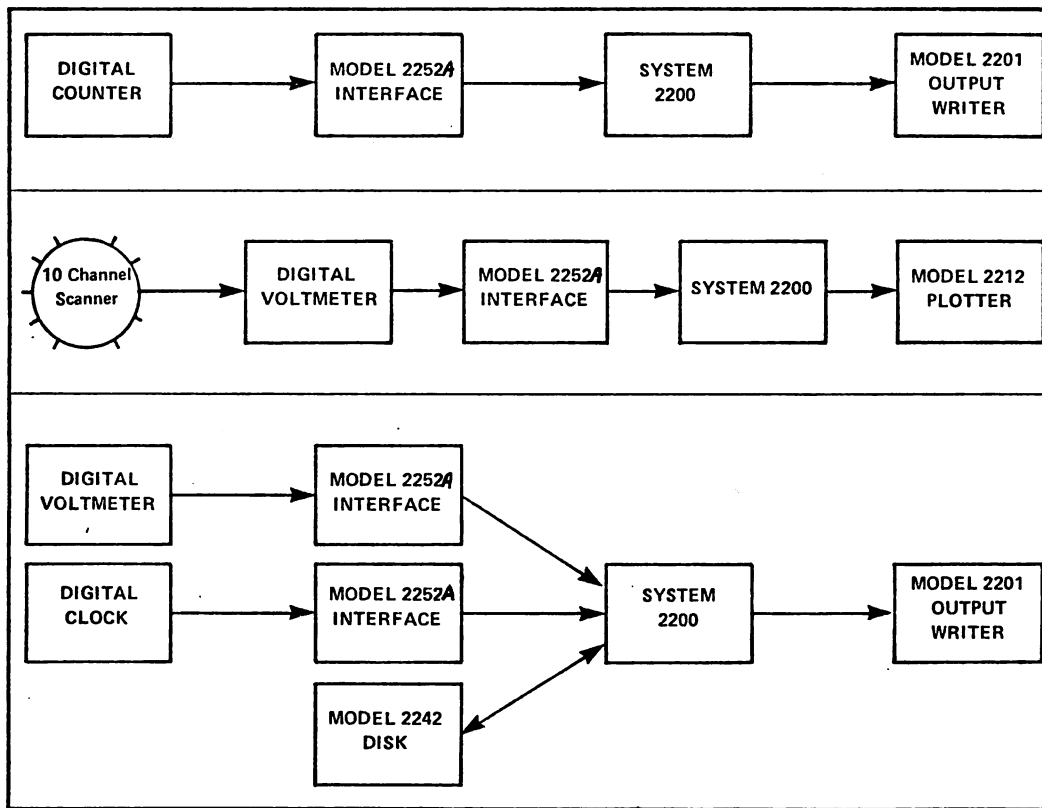 DIGITAL
COUNTER
MODEL 2252A
INTERFACE
SYSTEM
2200
MODEL 2201
OUTPUT
WRITER
10 Channel
Scanner
DIGITAL
VOLTMETER
MODEL 2252A
INTERFACE
SYSTEM 2200
MODEL 2212
PLOTTER
DIGITAL
VOLTMETER
MODEL 2252A
INTERFACE
DIGITAL
CLOCK
MODEL 2252A
INTERFACE
SYSTEM
2200
MODEL 2201
OUTPUT
WRITER
MODEL 2242
DISK